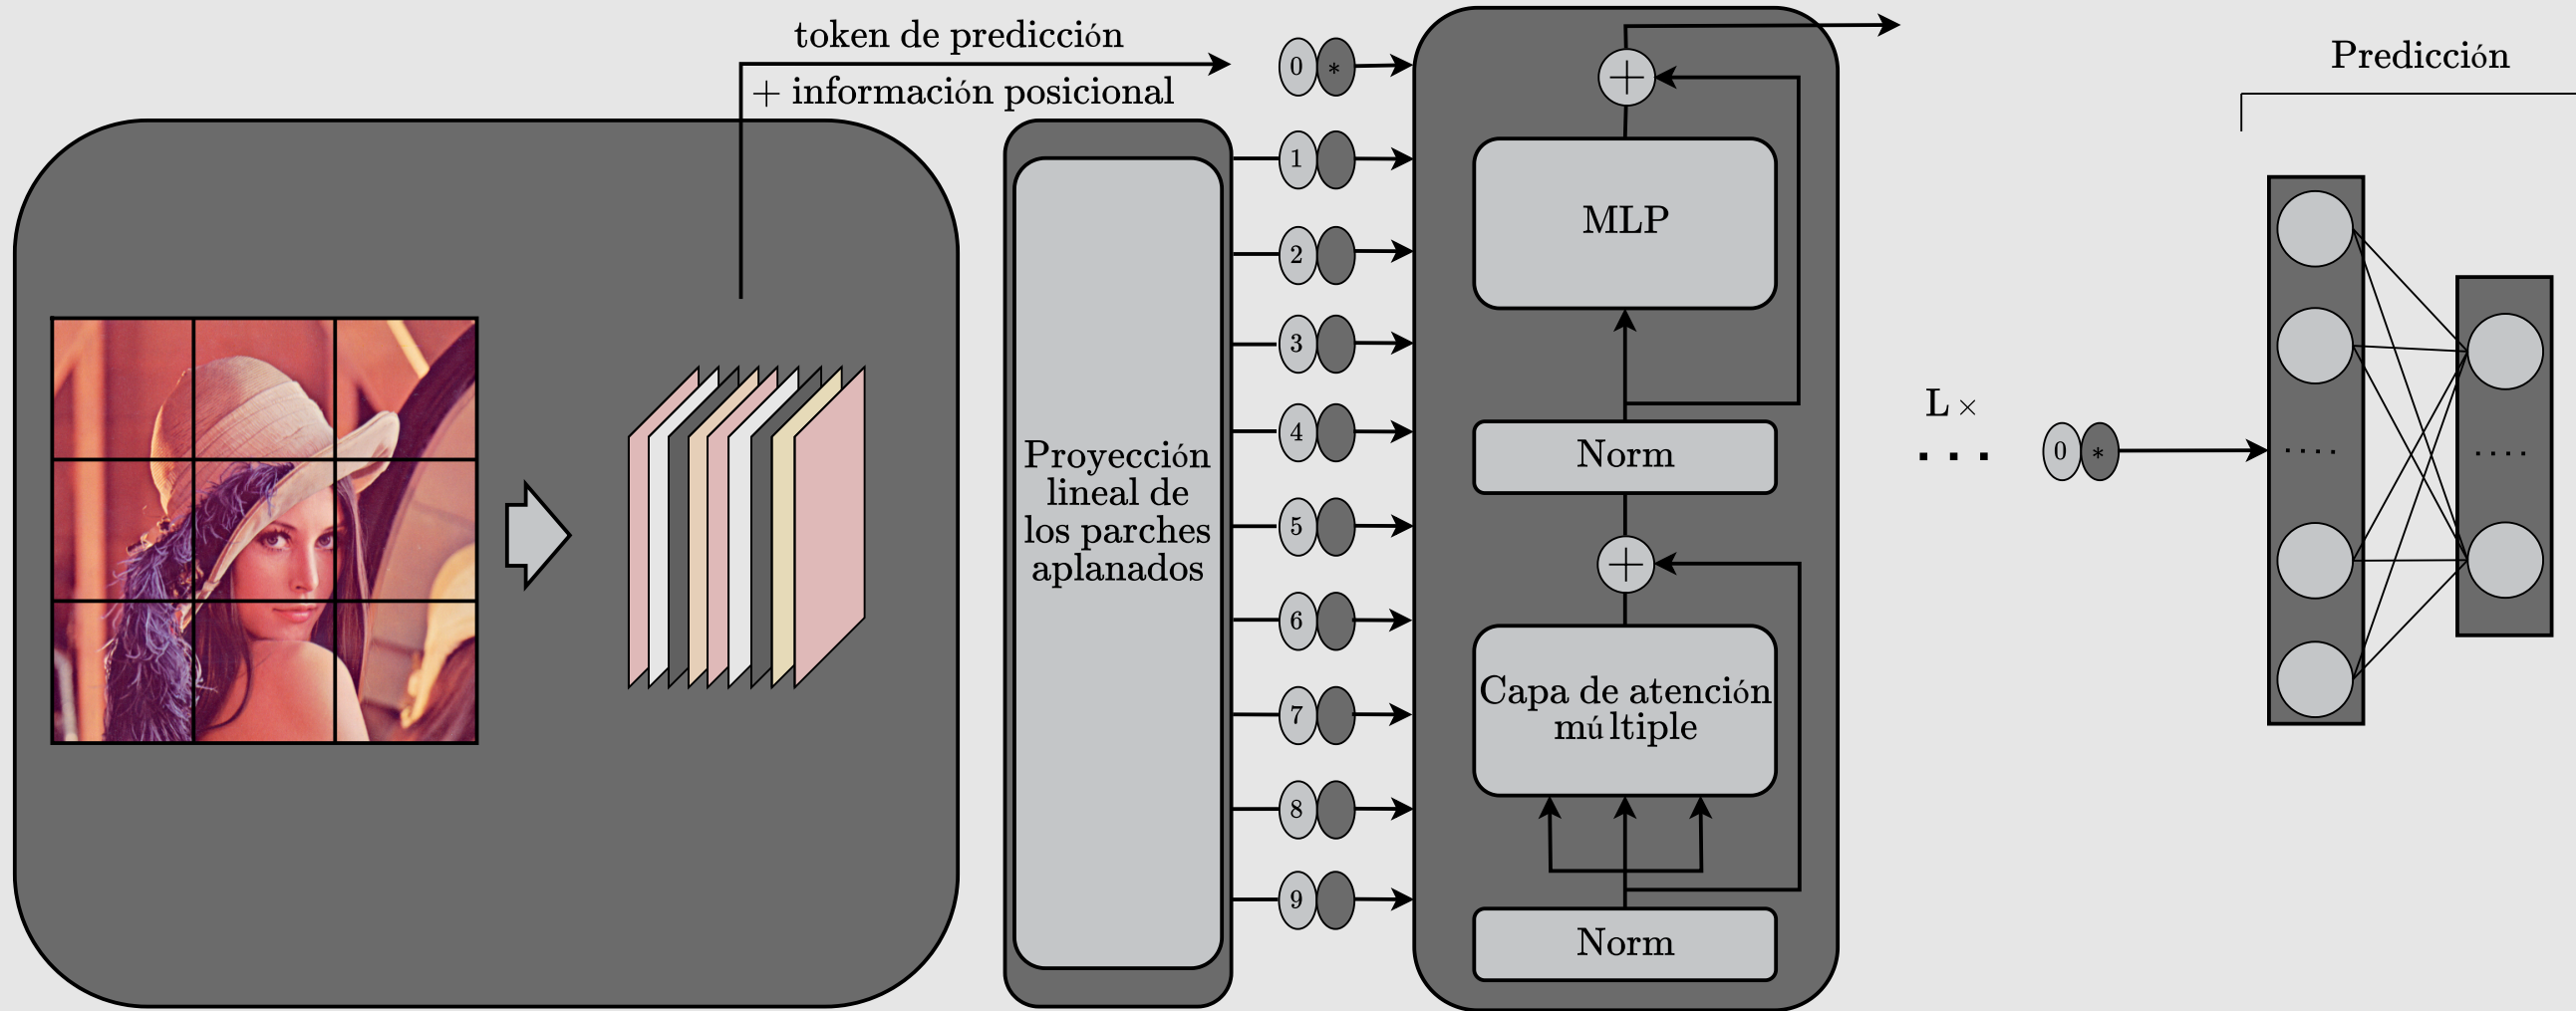 token de predicción
+ información posicional
Proyección
lineal de
los parches
aplanados
0 *
1
2
3
4
5
6
7
8
9
+
MLP
Norm
+
Capa de atención
múltiple
Norm
L ×
. . .
0 *
Predicción
. . . .
. . . .